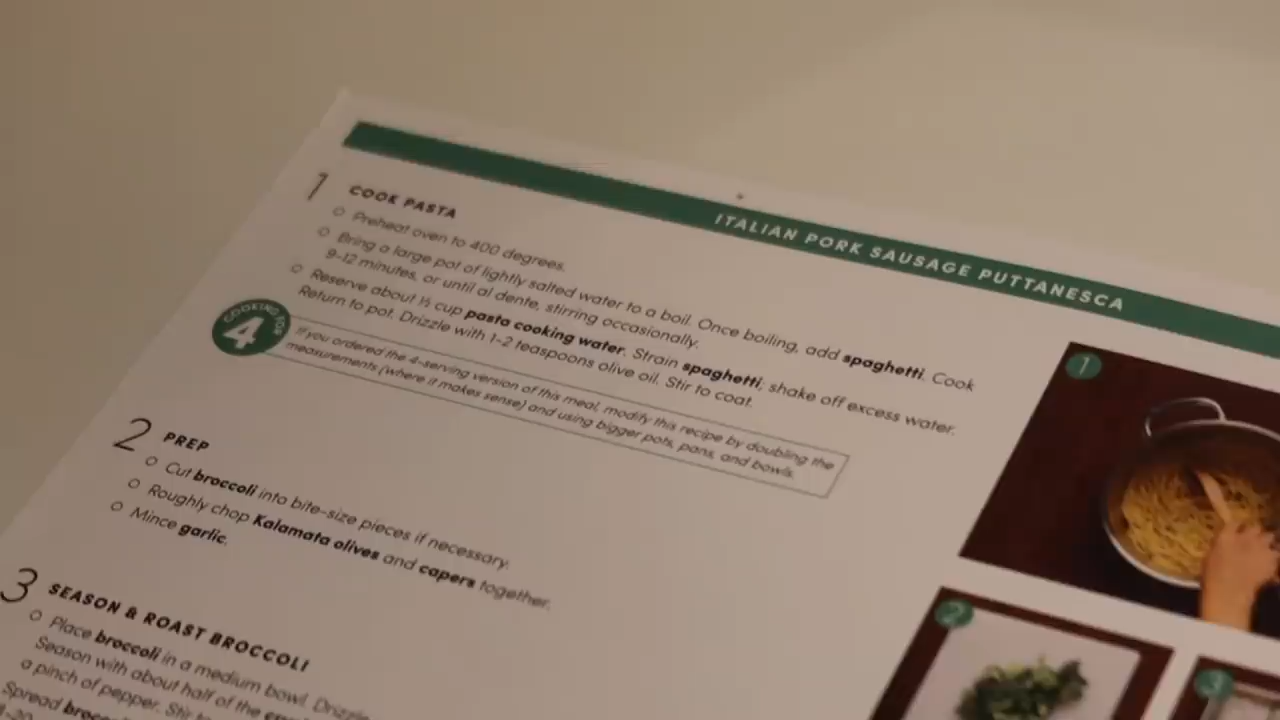 ITALIAN PORK SAUSAGE PUTTANESCA
1 COOK PASTA
Preheat oven to 400 degrees.
Bring a large pot of lightly salted water to a boil. Once boiling, add spaghetti. Cook
9-12 minutes, or until al dente, stirring occasionally.
Reserve about ½ cup pasta cooking water. Strain spaghetti; shake off excess water.
Return to pot. Drizzle with 1-2 teaspoons olive oil. Stir to coat.
COOKING FOR
4
If you ordered the 4-serving version of this meal, modify this recipe by doubling the
measurements (where it makes sense) and using bigger pots, pans, and bowls.
2 PREP
Cut broccoli into bite-size pieces if necessary.
Roughly chop Kalamata olives and capers together.
Mince garlic.
3 SEASON & ROAST BROCCOLI
Place broccoli in a medium bowl. Drizzle
Season with about half of the
a pinch of pepper. Stir
Spread
1
2
3